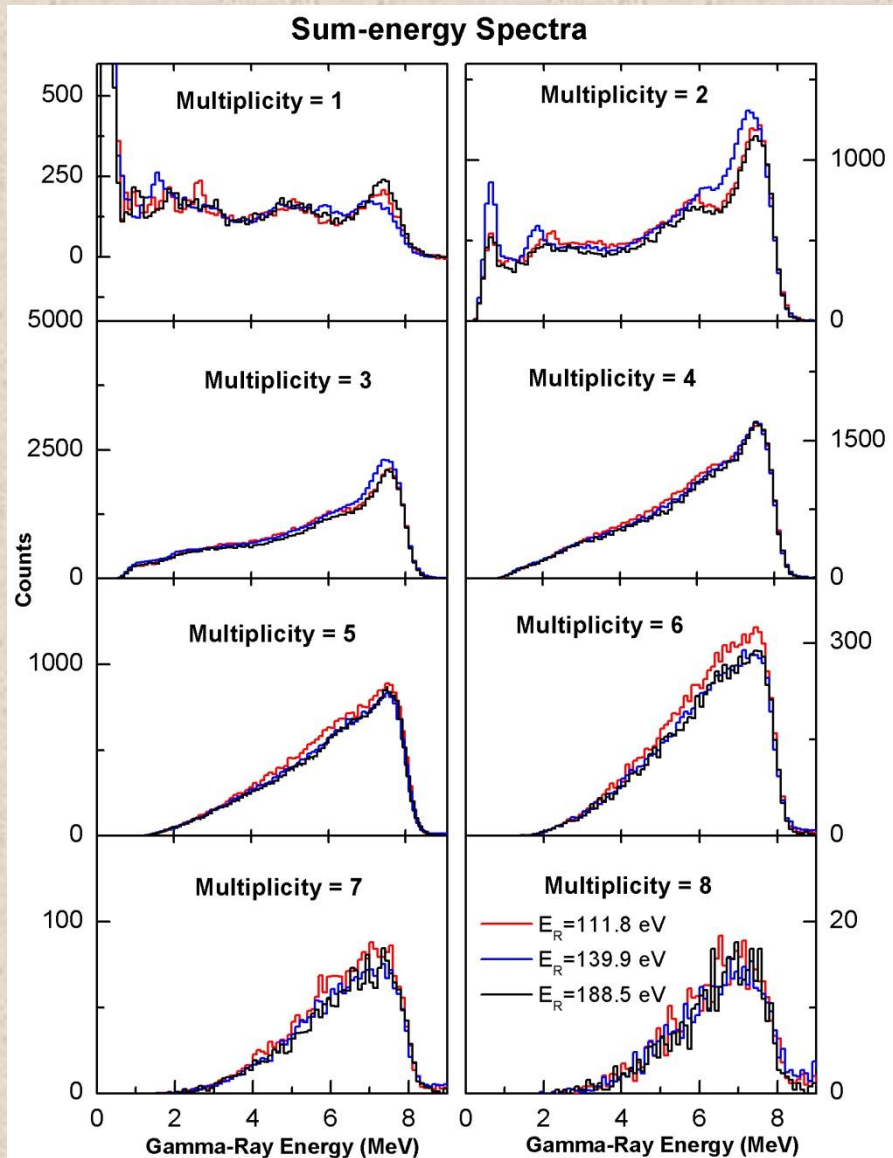 Sum-energy Spectra
Multiplicity = 1
500
250
0
5000
Multiplicity = 2
1000
0
Multiplicity = 3
2500
0
Multiplicity = 4
1500
0
Counts
Multiplicity = 5
1000
0
Multiplicity = 6
300
0
Multiplicity = 7
100
0
Multiplicity = 8
E_R=111.8 eV
E_R=139.9 eV
E_R=188.5 eV
20
0
0 2 4 6 8 0 2 4 6 8
Gamma-Ray Energy (MeV) Gamma-Ray Energy (MeV)